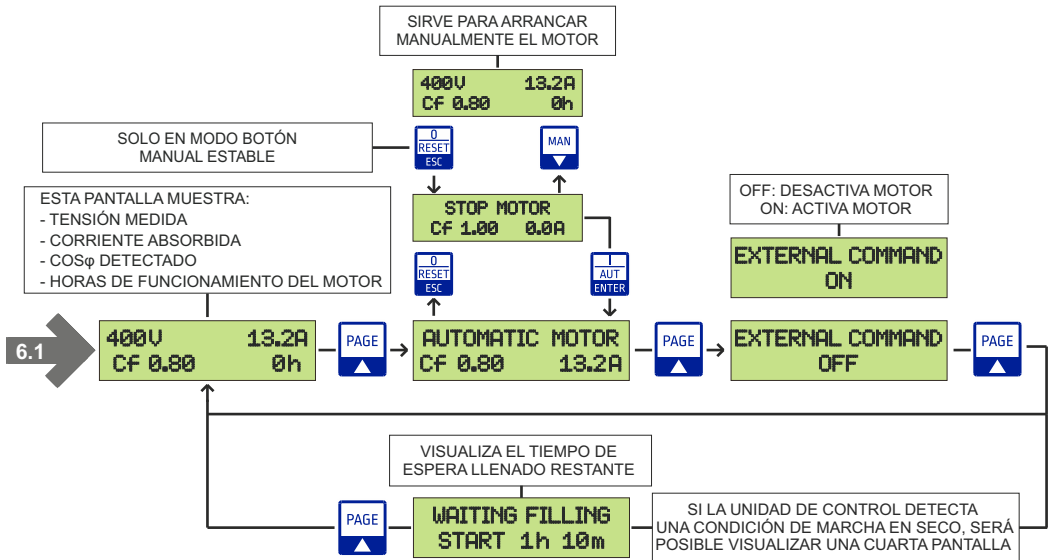 SIRVE PARA ARRANCAR
MANUALMENTE EL MOTOR
400V 13.2A
Cf 0.80 0h
SOLO EN MODO BOTÓN
MANUAL ESTABLE
0
RESET
ESC
MAN
ESTA PANTALLA MUESTRA:
- TENSIÓN MEDIDA
- CORRIENTE ABSORBIDA
- COSφ DETECTADO
- HORAS DE FUNCIONAMIENTO DEL MOTOR
STOP MOTOR
Cf 1.00 0.0A
OFF: DESACTIVA MOTOR
ON: ACTIVA MOTOR
EXTERNAL COMMAND
ON
0
RESET
ESC
I
AUT
ENTER
6.1
400V 13.2A
Cf 0.80 0h
PAGE
AUTOMATIC MOTOR
Cf 0.80 13.2A
PAGE
EXTERNAL COMMAND
OFF
PAGE
VISUALIZA EL TIEMPO DE
ESPERA LLENADO RESTANTE
PAGE
WAITING FILLING
START 1h 10m
SI LA UNIDAD DE CONTROL DETECTA
UNA CONDICIÓN DE MARCHA EN SECO, SERÁ
POSIBLE VISUALIZAR UNA CUARTA PANTALLA